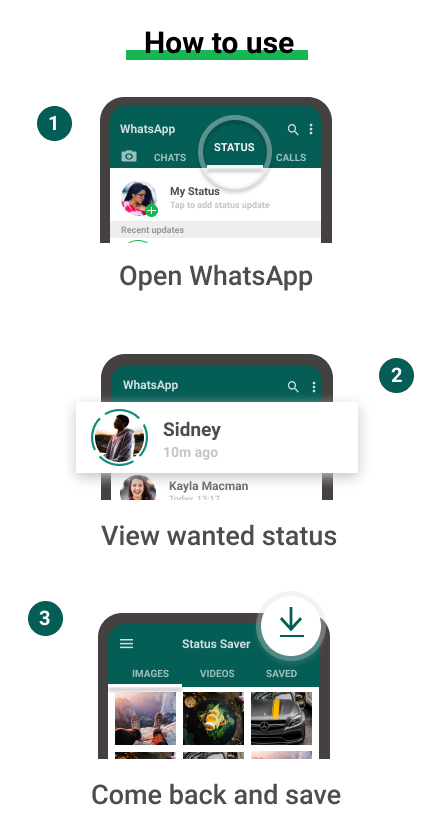 How to use
1
WhatsApp
CHATS
STATUS
CALLS
My Status
Tap to add status update
Recent updates
Open WhatsApp
2
WhatsApp
Sidney
10m ago
Kayla Macman
Today, 13:17
View wanted status
3
Status Saver
IMAGES
VIDEOS
SAVED
Come back and save